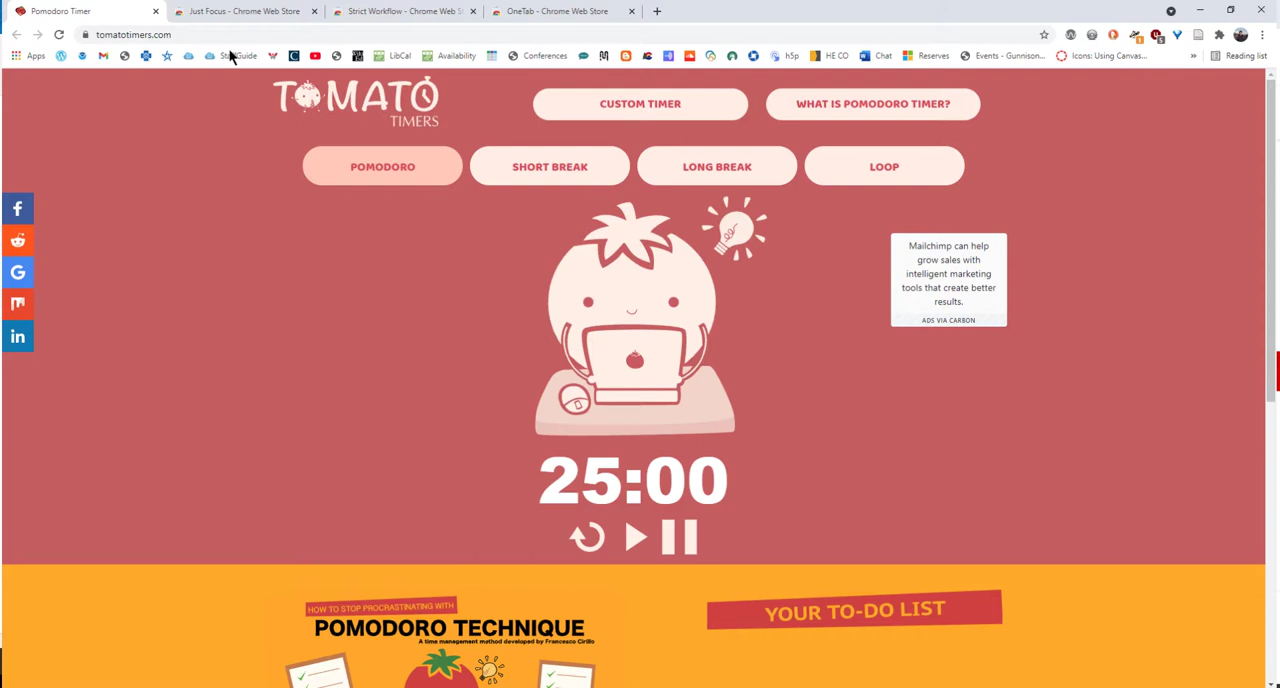 Pomodoro Timer
Just Focus - Chrome Web Store
Strict Workflow - Chrome Web St
OneTab - Chrome Web Store
tomatotimers.com
Apps
LibCal
Availability
Conferences
h5p
HE CO
Chat
Reserves
Events - Gunnison...
Icons: Using Canvas...
Reading list
TOMATO
TIMERS
CUSTOM TIMER
WHAT IS POMODORO TIMER?
POMODORO
SHORT BREAK
LONG BREAK
LOOP
Mailchimp can help
grow sales with
intelligent marketing
tools that create better
results.
ADS VIA CARBON
25:00
HOW TO STOP PROCRASTINATING WITH
POMODORO TECHNIQUE
A time management method developed by Francesco Cirillo
YOUR TO-DO LIST